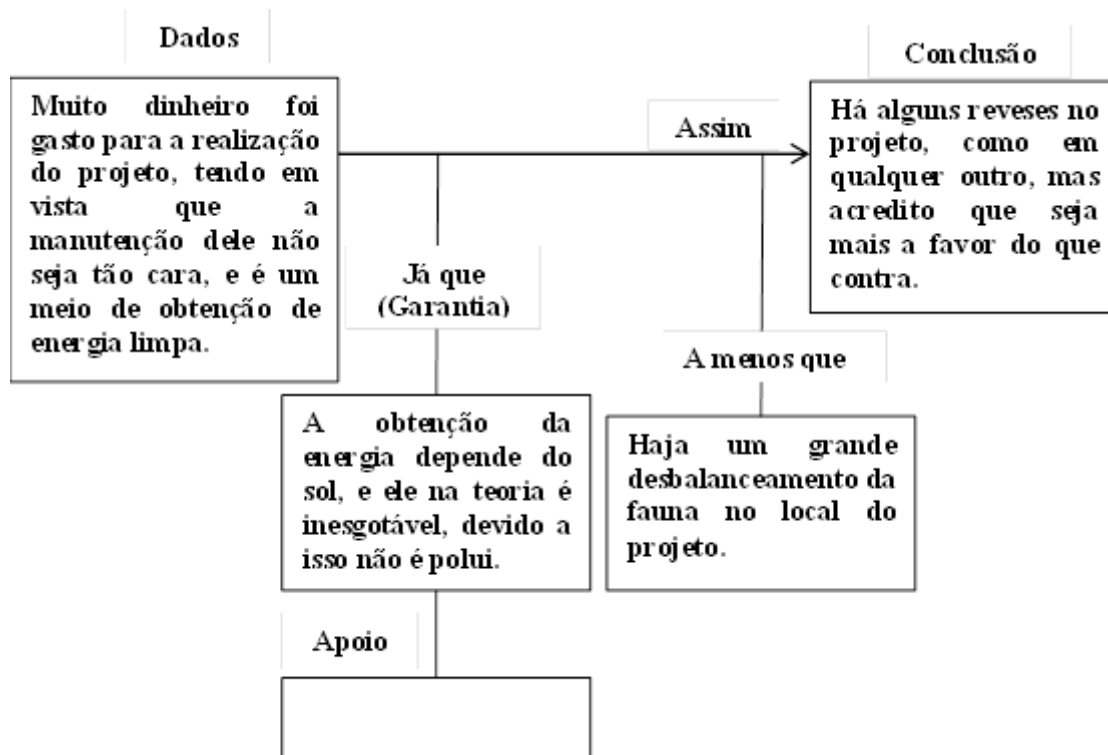 Dados
Conclusão
Muito dinheiro foi
gasto para a realização
do projeto, tendo em
vista que a
manutenção dele não
seja tão cara, e é um
meio de obtenção de
energia limpa.
Assim
Há alguns reveses no
projeto, como em
qualquer outro, mas
acredito que seja
mais a favor do que
contra.
Já que
(Garantia)
A menos que
A obtenção da
energia depende do
sol, e ele na teoria é
inesgotável, devido a
isso não é polui.
Haja um grande
desbalanceamento da
fauna no local do
projeto.
Apoio